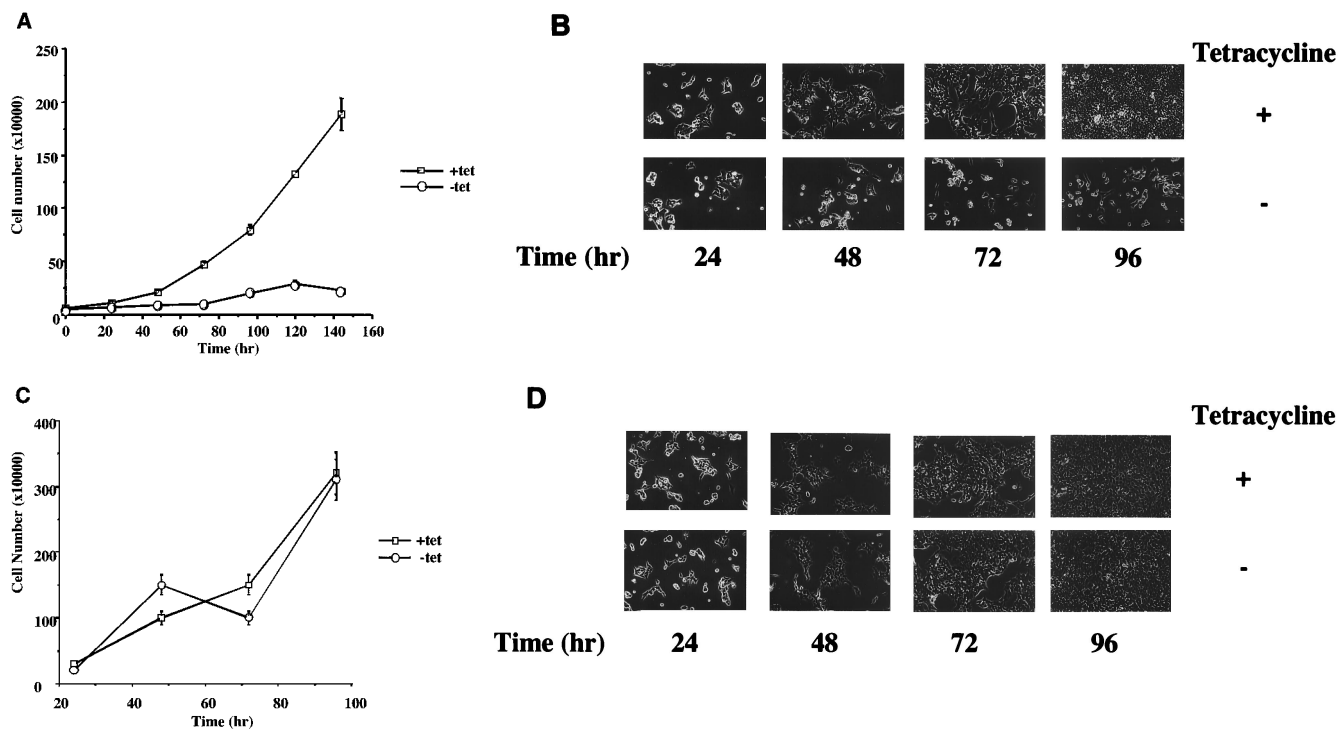 A
250
200
150
100
50
0
0 20 40 60 80 100 120 140 160
Cell number (x10000)
Time (hr)
+tet
-tet
B
Tetracycline
+
-
Time (hr) 24 48 72 96
C
400
300
200
100
0
20 40 60 80 100
Cell Number (x10000)
Time (hr)
+tet
-tet
D
Tetracycline
+
-
Time (hr) 24 48 72 96